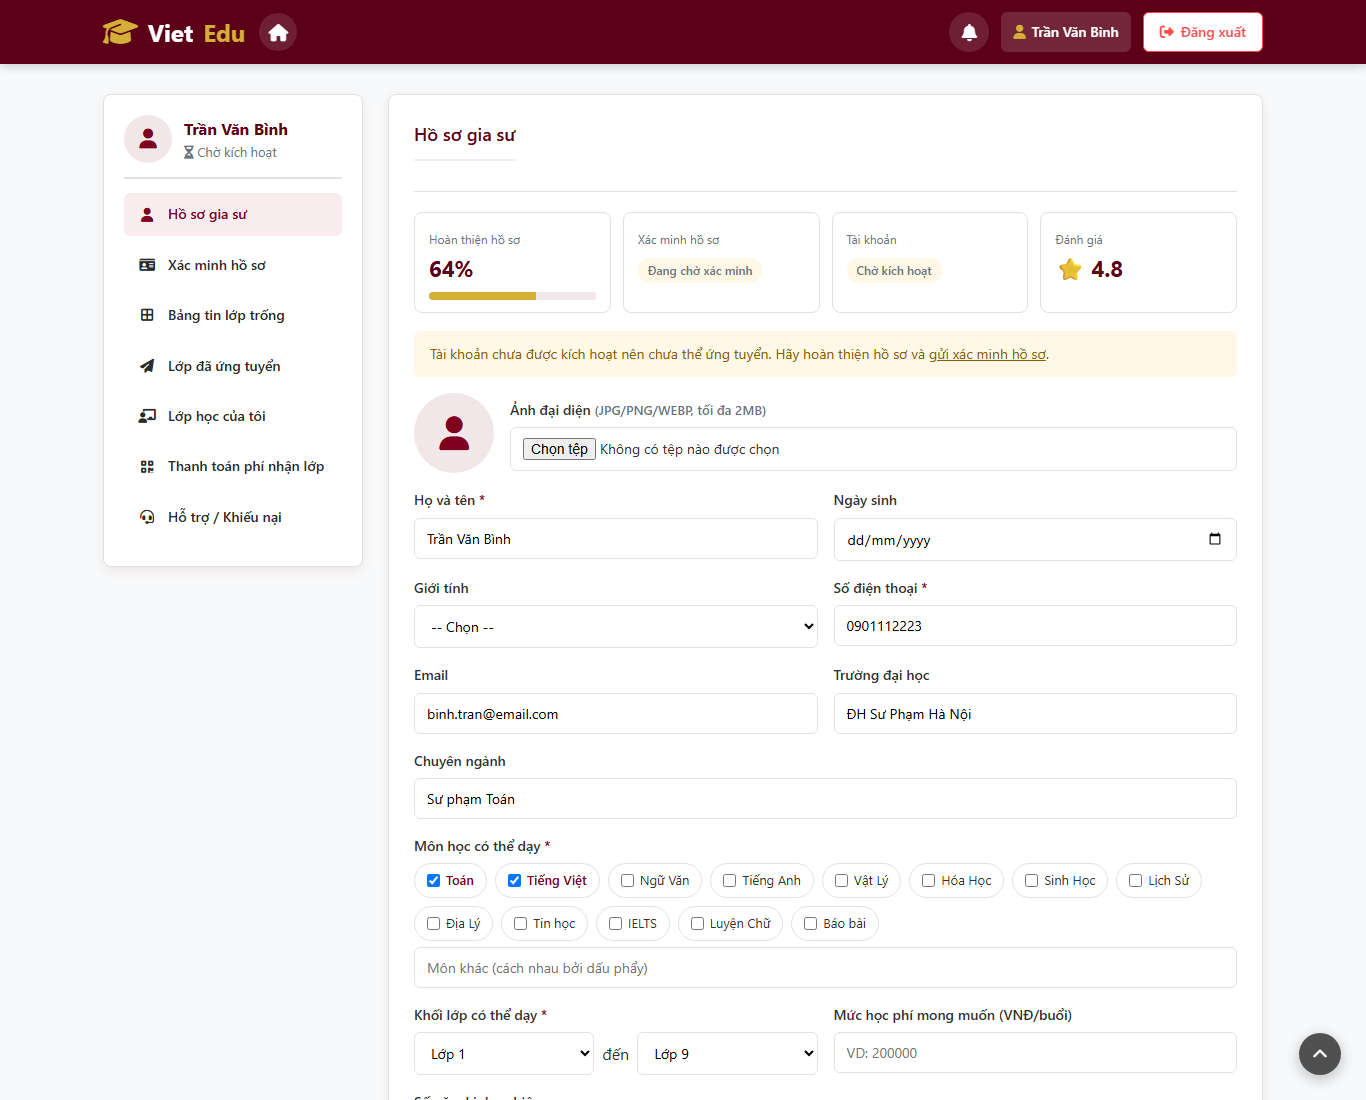 Viet Edu
Trần Văn Bình
Đăng xuất
Trần Văn Bình
Chờ kích hoạt
Hồ sơ gia sư
Xác minh hồ sơ
Bảng tin lớp trống
Lớp đã ứng tuyển
Lớp học của tôi
Thanh toán phí nhận lớp
Hỗ trợ / Khiếu nại
Hồ sơ gia sư
Hoàn thiện hồ sơ
64%
Xác minh hồ sơ
Đang chờ xác minh
Tài khoản
Chờ kích hoạt
Đánh giá
4.8
Tài khoản chưa được kích hoạt nên chưa thể ứng tuyển. Hãy hoàn thiện hồ sơ và gửi xác minh hồ sơ.
Ảnh đại diện (JPG/PNG/WEBP, tối đa 2MB)
Chọn tệp Không có tệp nào được chọn
Họ và tên *
Trần Văn Bình
Ngày sinh
dd/mm/yyyy
Giới tính
-- Chọn --
Số điện thoại *
0901112223
Email
binh.tran@email.com
Trường đại học
ĐH Sư Phạm Hà Nội
Chuyên ngành
Sư phạm Toán
Môn học có thể dạy *
Toán Tiếng Việt Ngữ Văn Tiếng Anh Vật Lý Hóa Học Sinh Học Lịch Sử
Địa Lý Tin học IELTS Luyện Chữ Báo bài
Môn khác (cách nhau bởi dấu phẩy)
Khối lớp có thể dạy *
Lớp 1 đến Lớp 9
Mức học phí mong muốn (VNĐ/buổi)
VD: 200000